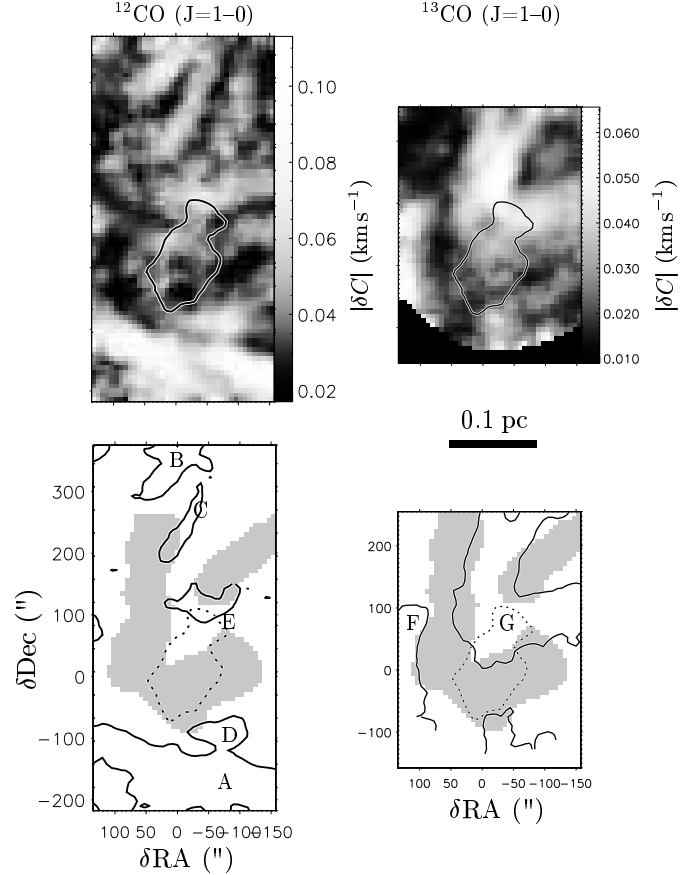 ¹²CO (J=1–0)
¹³CO (J=1–0)
0.10
0.08
0.06
0.04
0.02
|δC| (km s⁻¹)
0.060
0.050
0.040
0.030
0.020
0.010
|δC| (km s⁻¹)
0.1 pc
300
200
100
0
−100
−200
δDec (")
B
C
E
D
A
100 50 0 −50 −100 −150
δRA (")
200
100
0
−100
F
G
100 50 0 −50 −100 −150
δRA (")